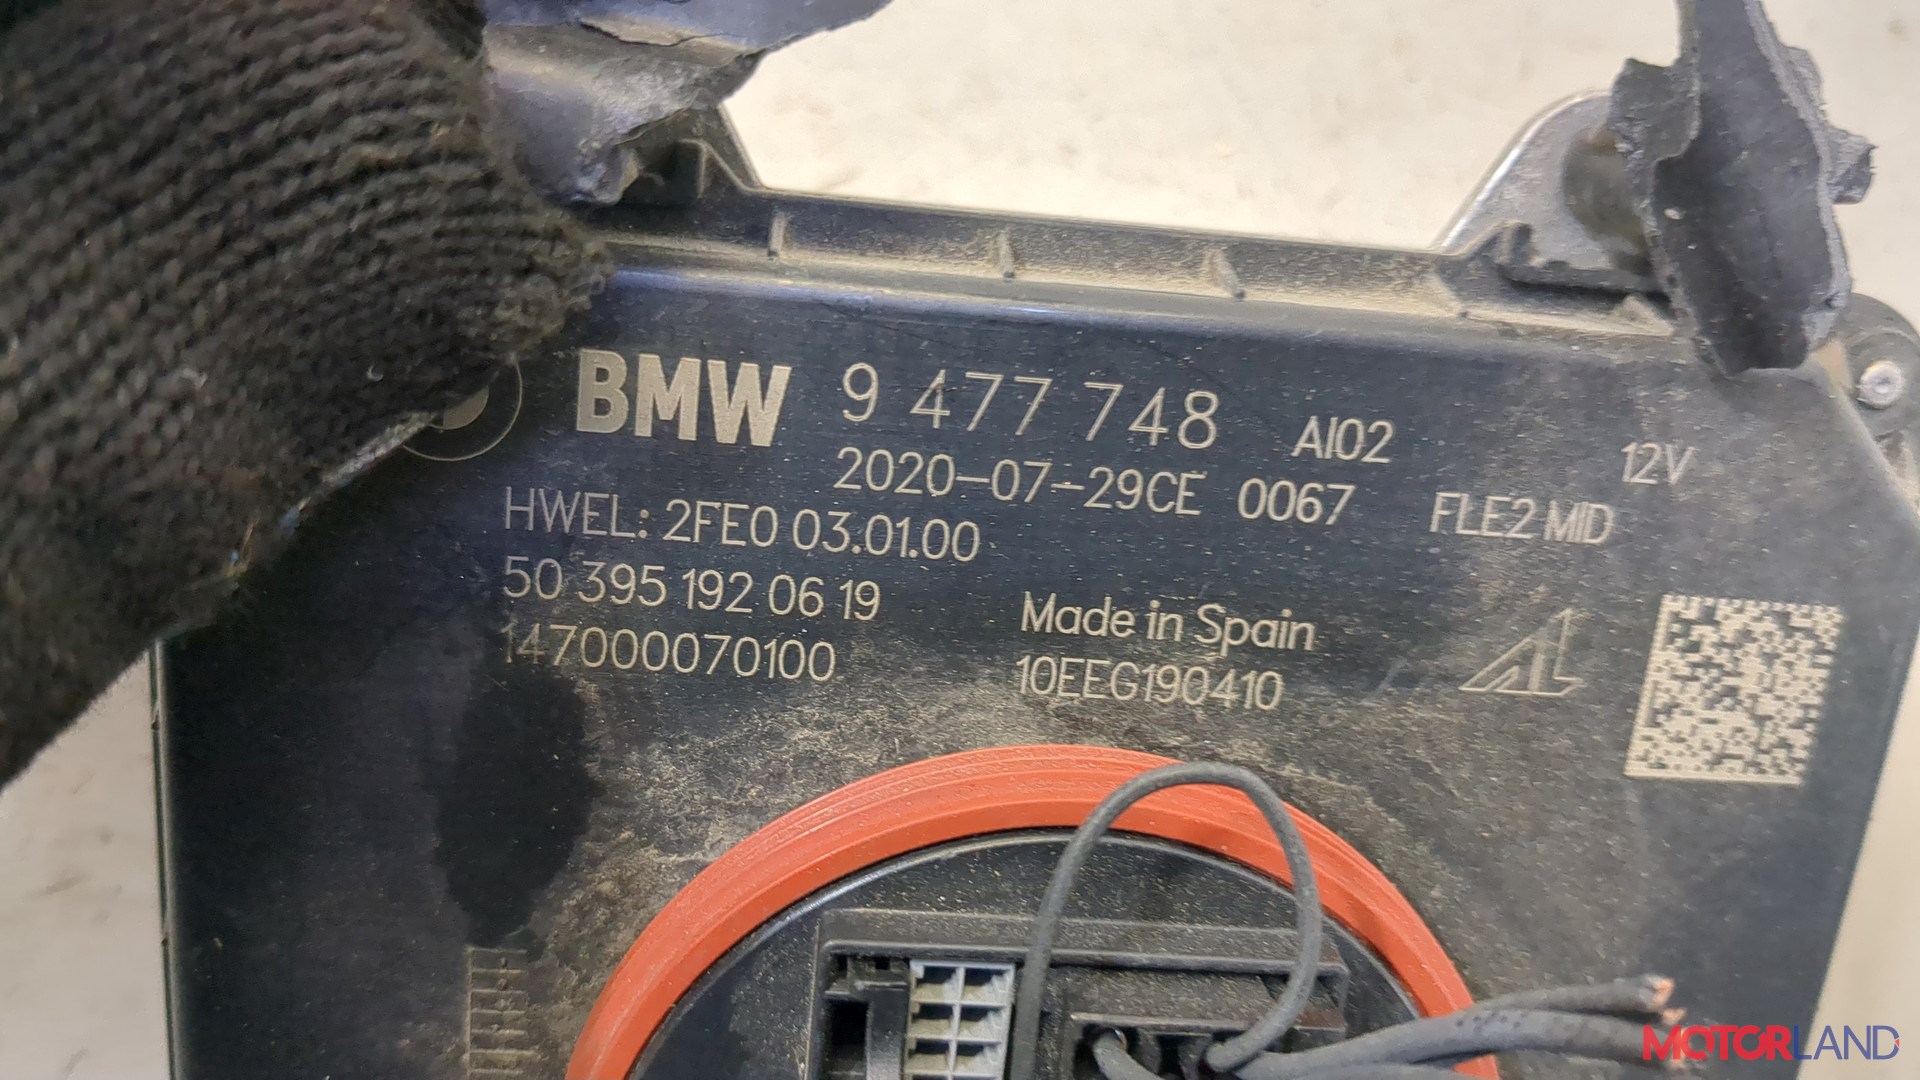 BMW 9 477 748 AI02 12V
2020-07-29CE 0067 FLE2 MID
HWEL: 2FE0 03.01.00
50 395 192 06 19
147000070100
Made in Spain
10EEG190410
AL
MOTORLAND